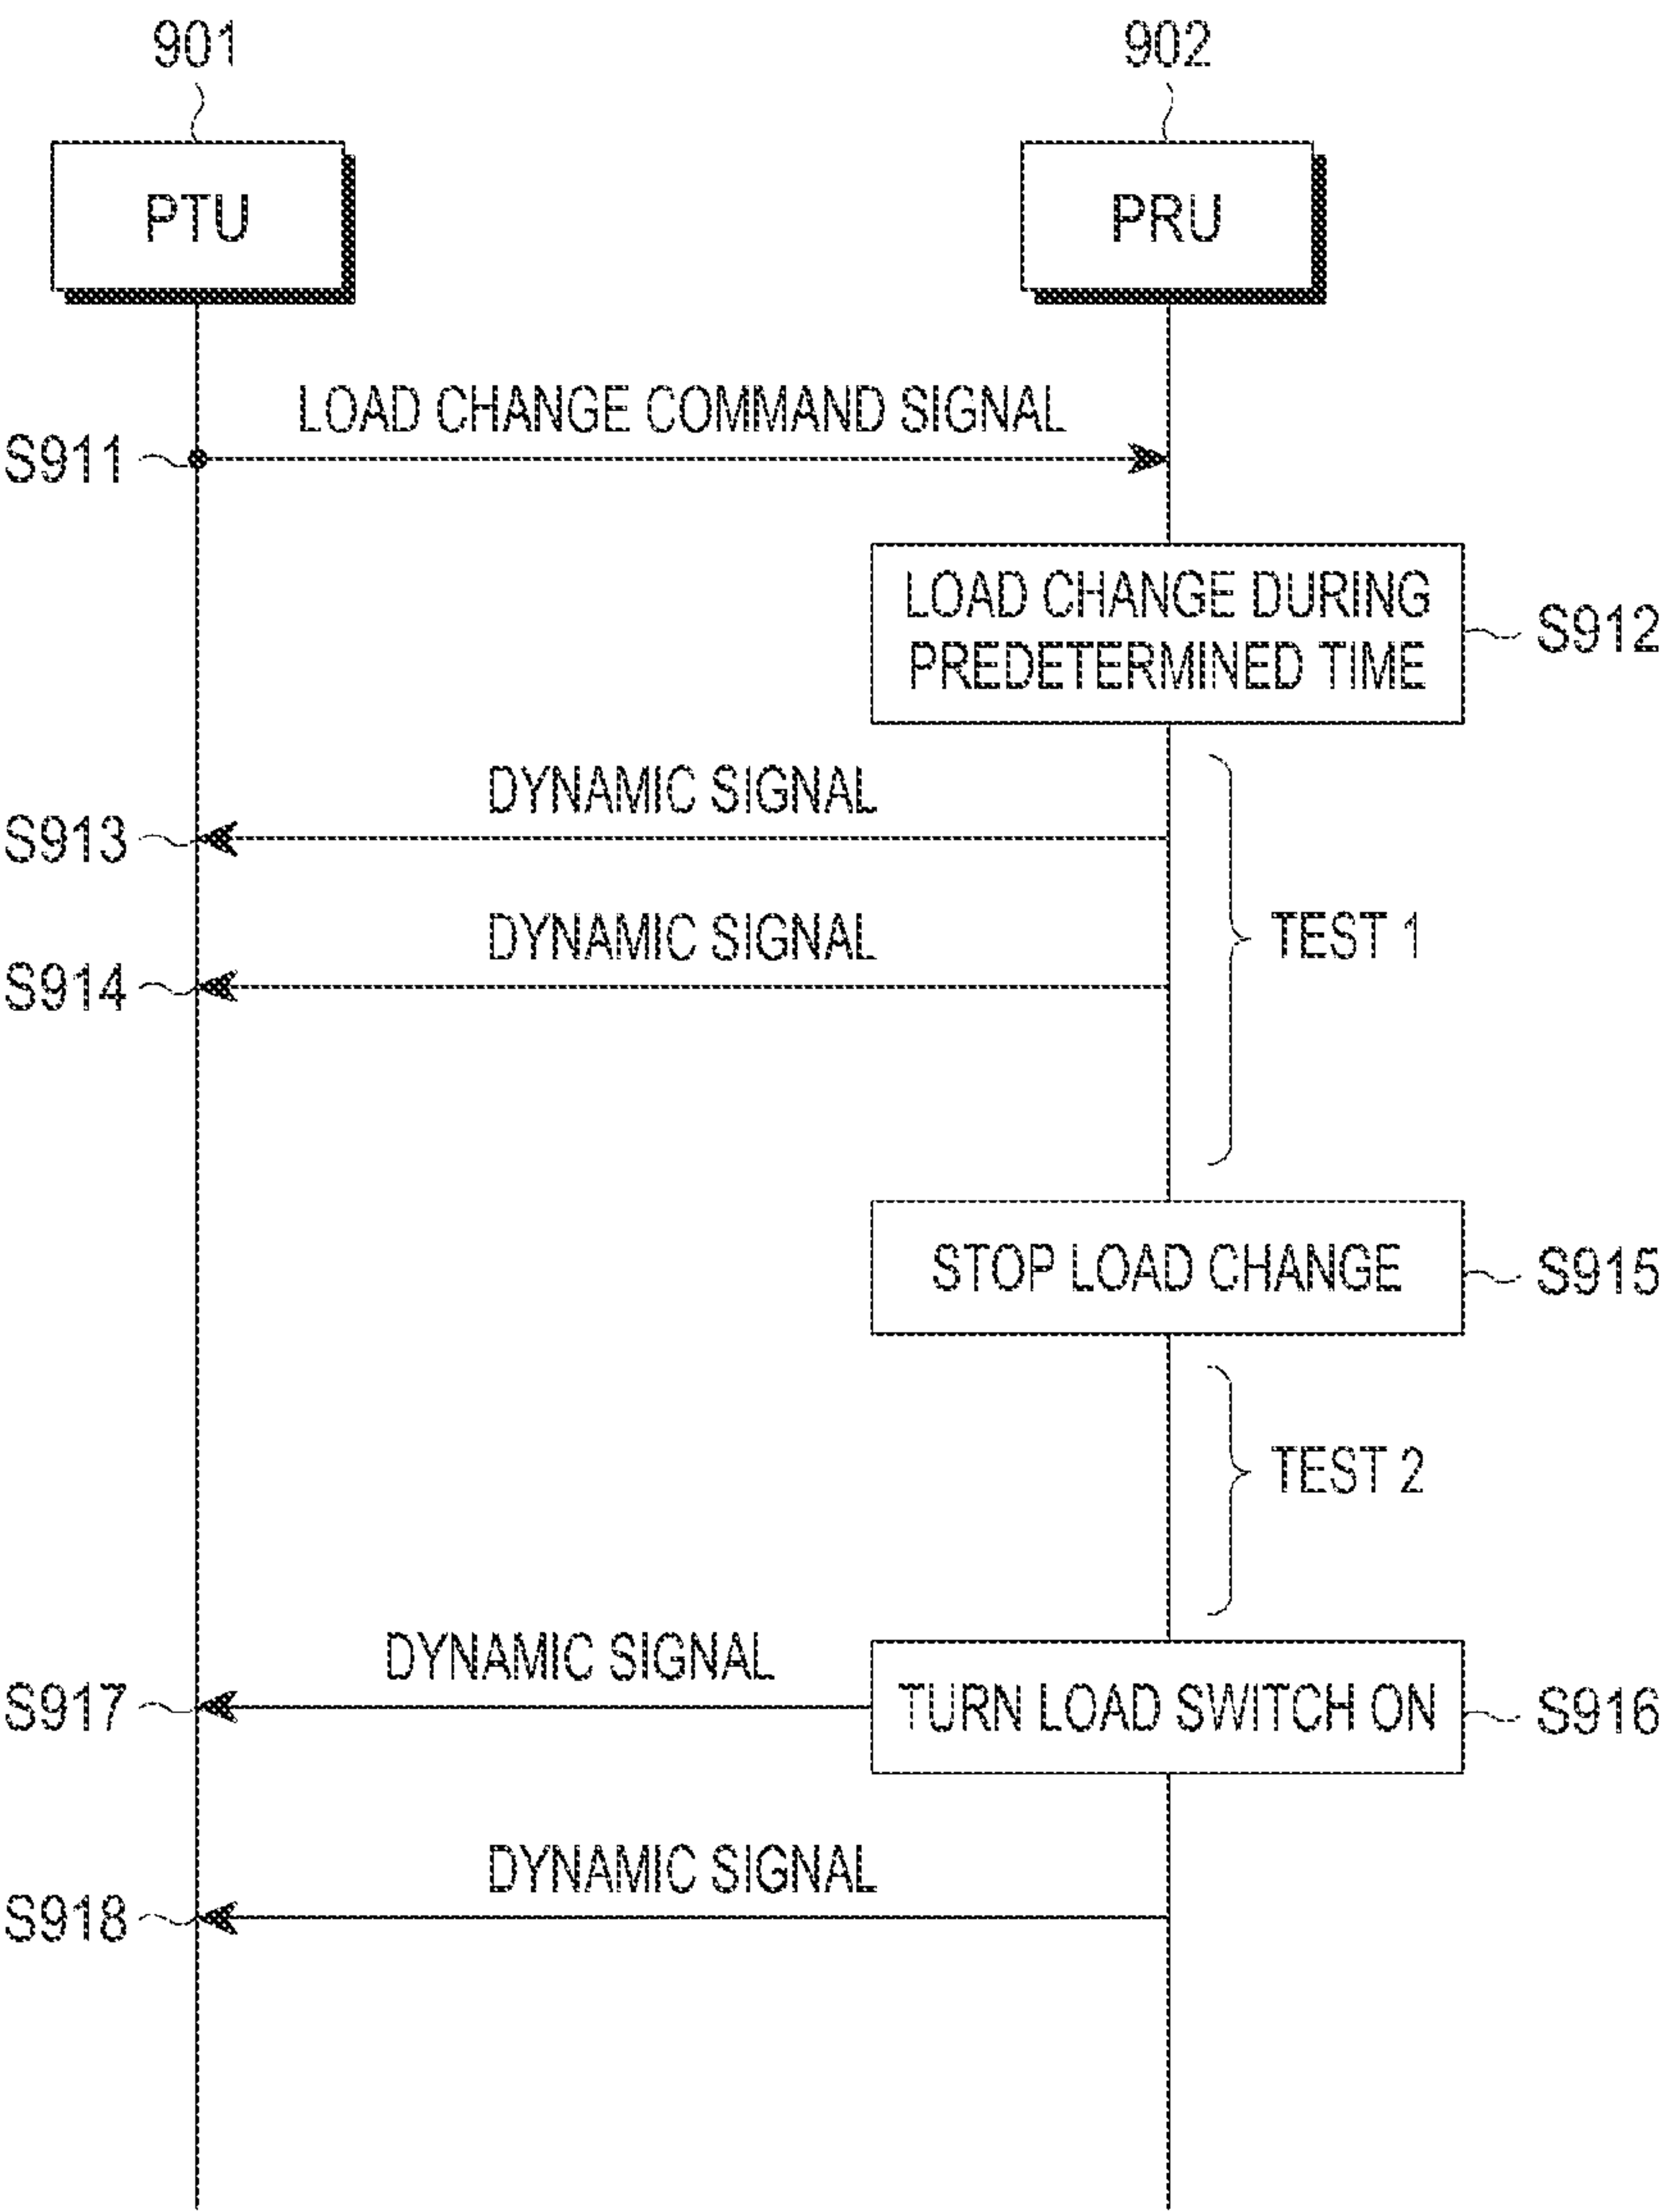 901
902
PTU
PRU
LOAD CHANGE COMMAND SIGNAL
S911
LOAD CHANGE DURING
PREDETERMINED TIME
S912
DYNAMIC SIGNAL
S913
DYNAMIC SIGNAL
S914
TEST 1
STOP LOAD CHANGE
S915
TEST 2
DYNAMIC SIGNAL
S917
TURN LOAD SWITCH ON
S916
DYNAMIC SIGNAL
S918